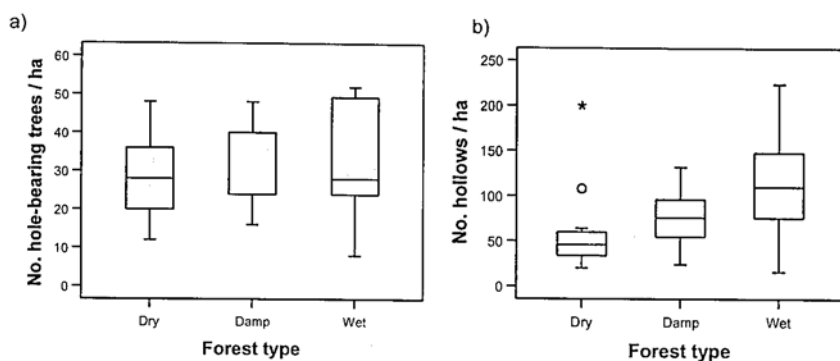 a)
No. hole-bearing trees / ha
60
50
40
30
20
10
0
Dry Damp Wet
Forest type
b)
No. hollows / ha
250
200
150
100
50
0
Dry Damp Wet
Forest type